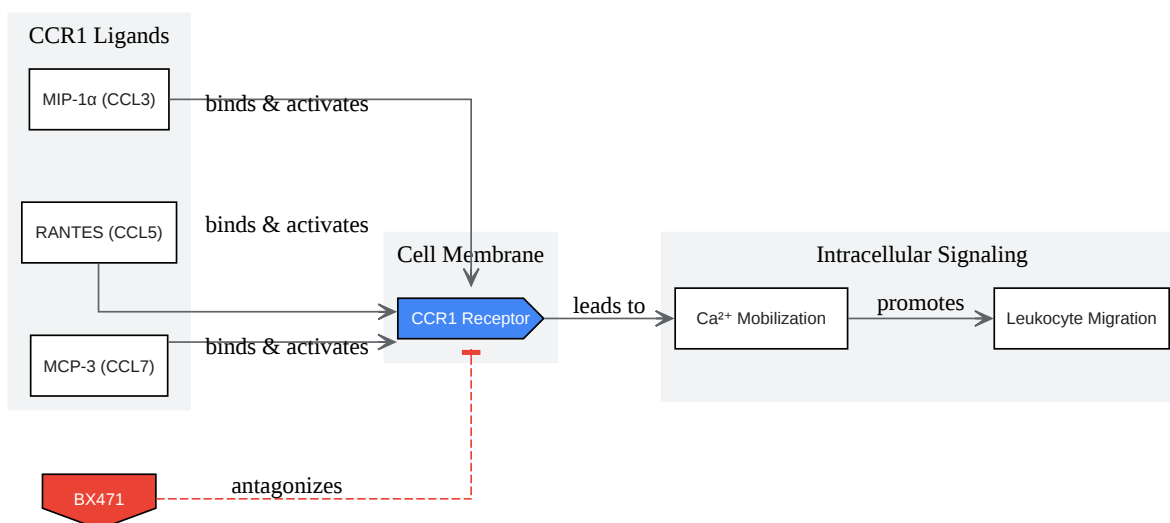 CCR1 Ligands
MIP-1α (CCL3)
binds & activates
RANTES (CCL5)
binds & activates
Cell Membrane
Intracellular Signaling
CCR1 Receptor
leads to
Ca²⁺ Mobilization
promotes
Leukocyte Migration
MCP-3 (CCL7)
binds & activates
BX471
antagonizes